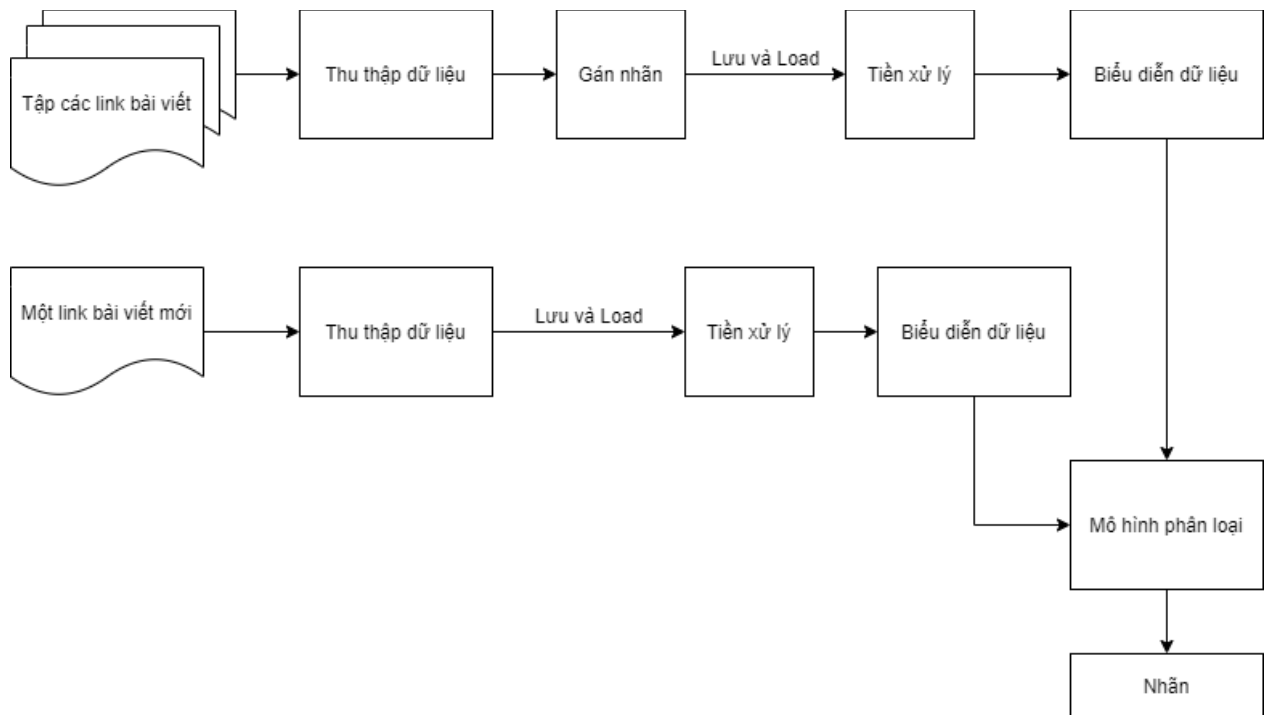 Tập các link bài viết
Thu thập dữ liệu
Gán nhãn
Lưu và Load
Tiền xử lý
Biểu diễn dữ liệu
Một link bài viết mới
Thu thập dữ liệu
Lưu và Load
Tiền xử lý
Biểu diễn dữ liệu
Mô hình phân loại
Nhãn